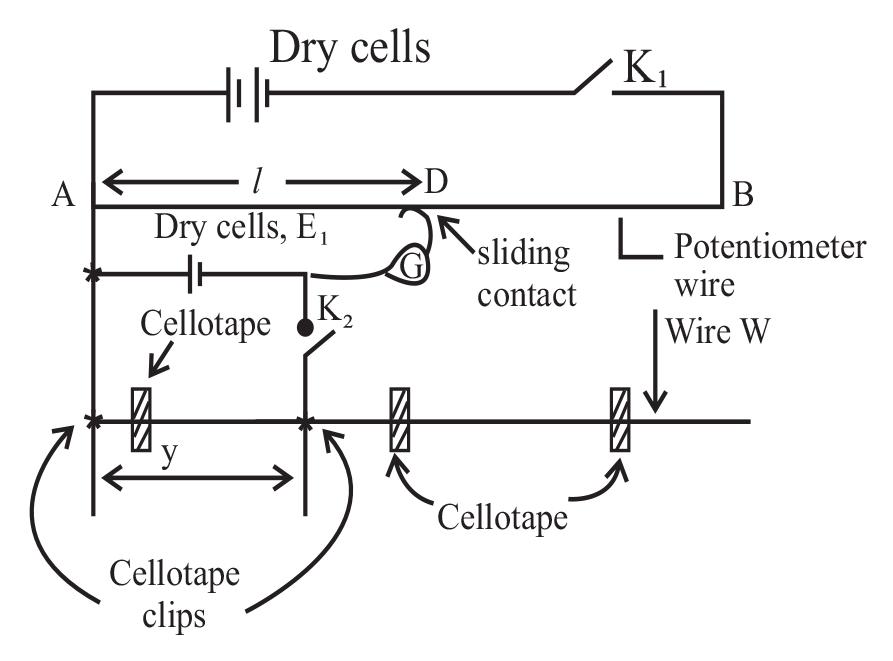 Dry cells
K₁
A
l
D
B
Dry cells, E₁
sliding
contact
G
Potentiometer
wire
K₂
Cellotape
Wire W
y
Cellotape
Cellotape
clips